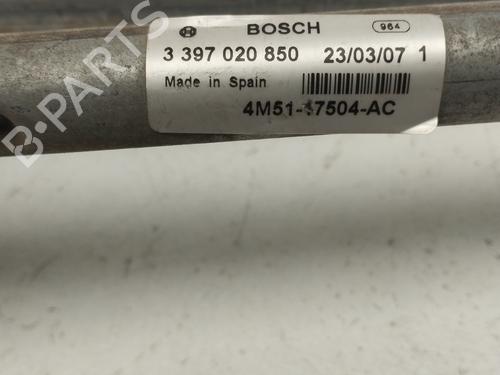 BOSCH 964
3 397 020 850 23/03/07 1
Made in Spain
4M51-17504-AC
B-PARTS